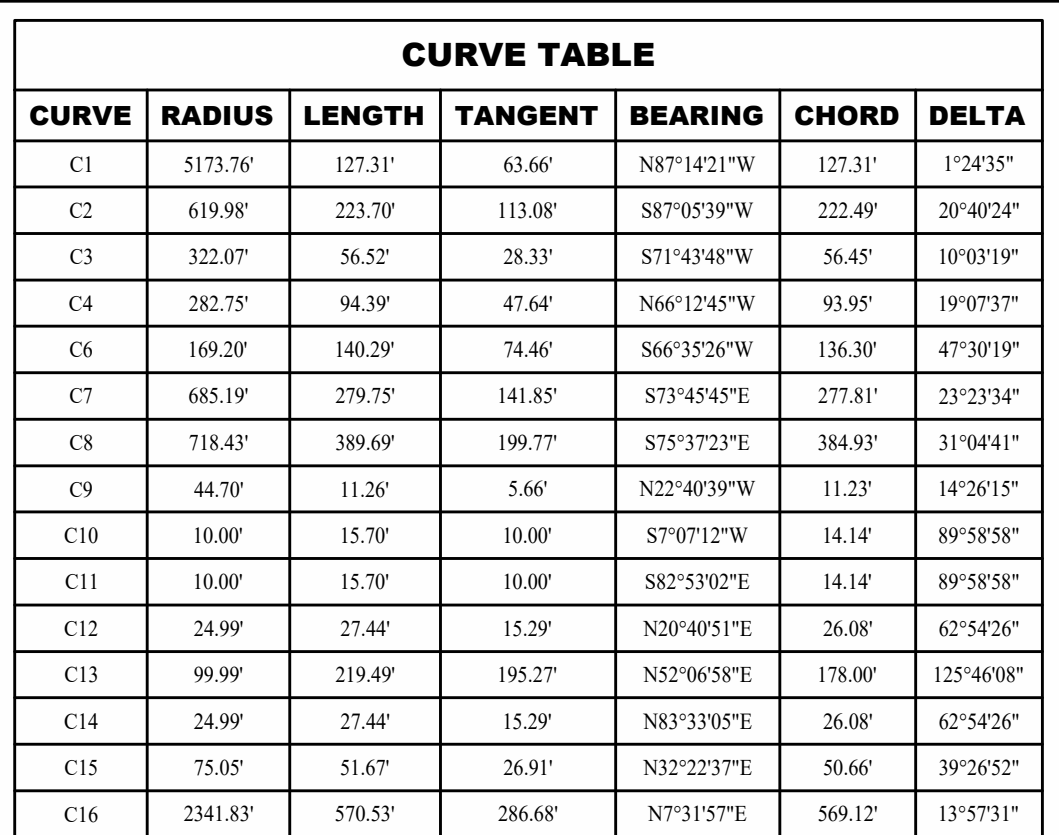 CURVE TABLE
CURVE RADIUS LENGTH TANGENT BEARING CHORD DELTA
C1 5173.76' 127.31' 63.66' N87°14'21"W 127.31' 1°24'35"
C2 619.98' 223.70' 113.08' S87°05'39"W 222.49' 20°40'24"
C3 322.07' 56.52' 28.33' S71°43'48"W 56.45' 10°03'19"
C4 282.75' 94.39' 47.64' N66°12'45"W 93.95' 19°07'37"
C6 169.20' 140.29' 74.46' S66°35'26"W 136.30' 47°30'19"
C7 685.19' 279.75' 141.85' S73°45'45"E 277.81' 23°23'34"
C8 718.43' 389.69' 199.77' S75°37'23"E 384.93' 31°04'41"
C9 44.70' 11.26' 5.66' N22°40'39"W 11.23' 14°26'15"
C10 10.00' 15.70' 10.00' S7°07'12"W 14.14' 89°58'58"
C11 10.00' 15.70' 10.00' S82°53'02"E 14.14' 89°58'58"
C12 24.99' 27.44' 15.29' N20°40'51"E 26.08' 62°54'26"
C13 99.99' 219.49' 195.27' N52°06'58"E 178.00' 125°46'08"
C14 24.99' 27.44' 15.29' N83°33'05"E 26.08' 62°54'26"
C15 75.05' 51.67' 26.91' N32°22'37"E 50.66' 39°26'52"
C16 2341.83' 570.53' 286.68' N7°31'57"E 569.12' 13°57'31"